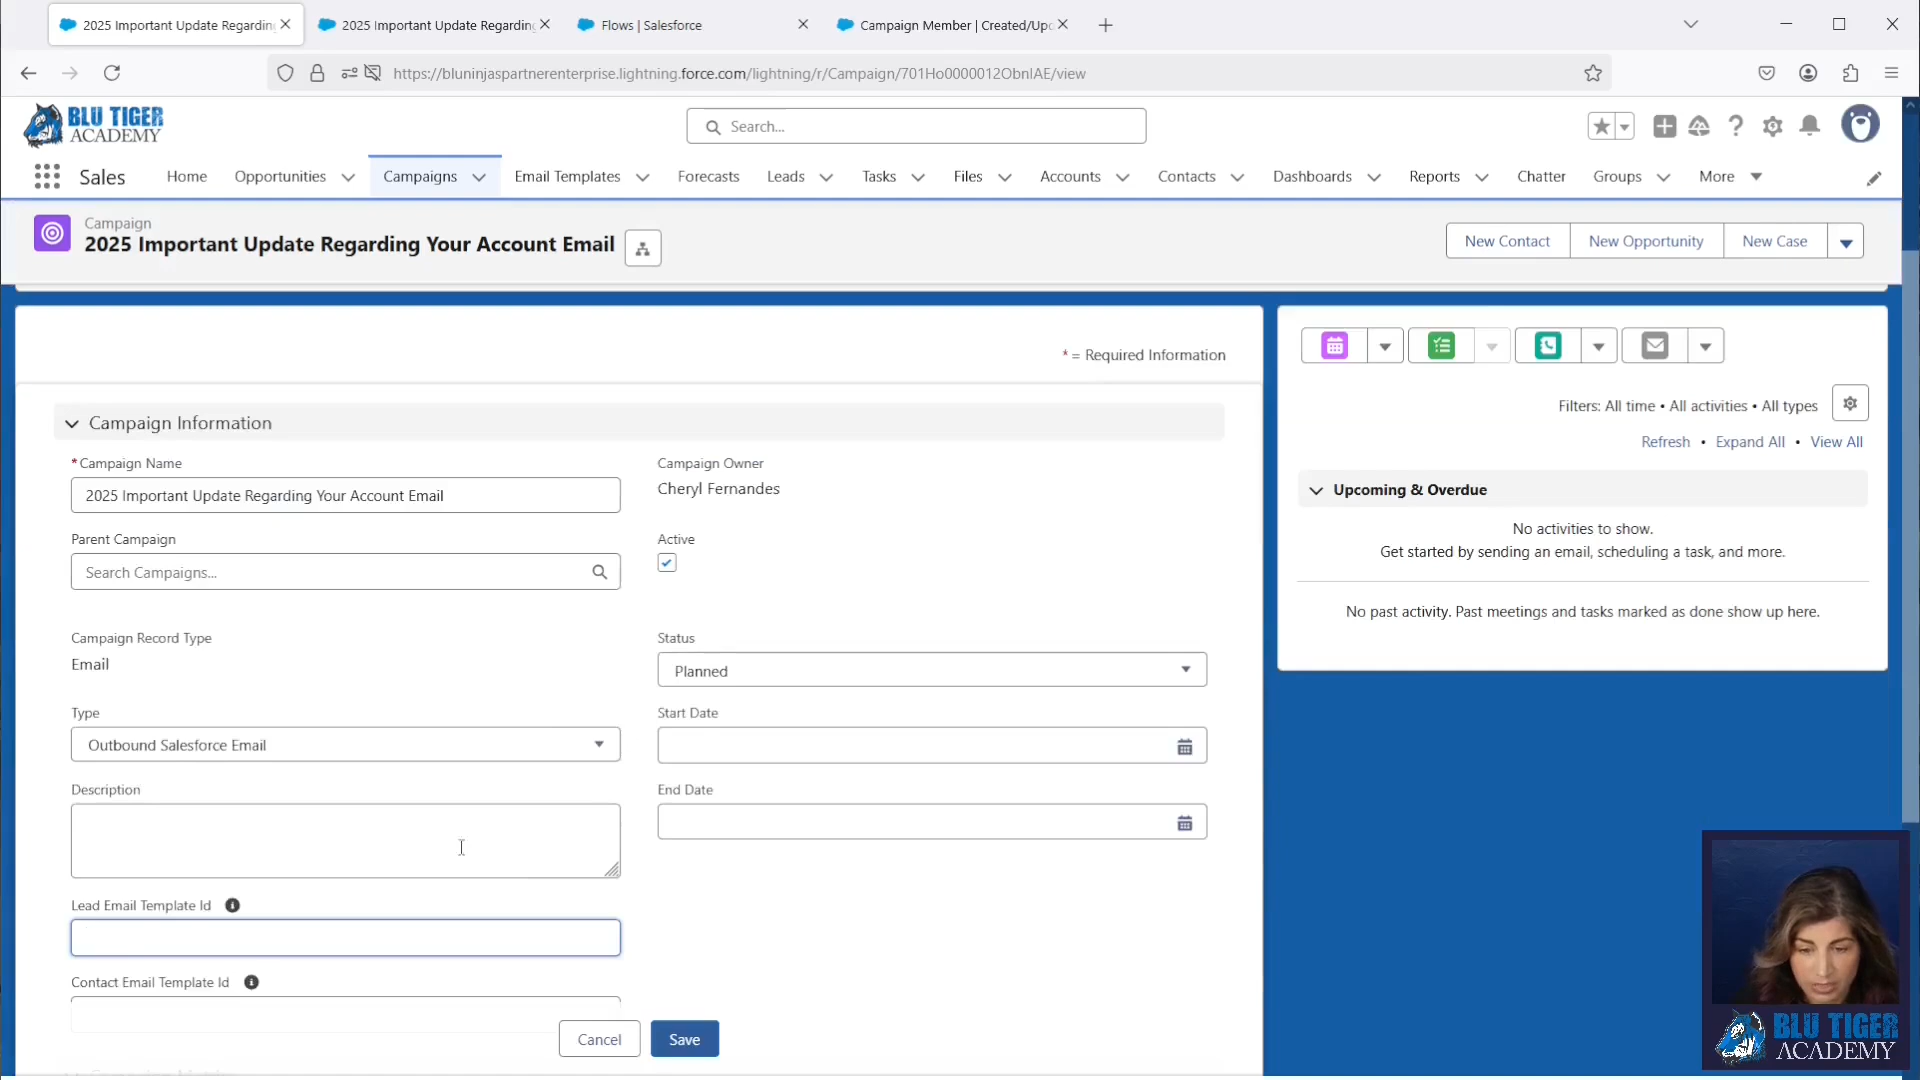 2025 Important Update Regardin
2025 Important Update Regarding
Flows | Salesforce
Campaign Member | Created/Upd
https://bluninjaspartnerenterprise.lightning.force.com/lightning/r/Campaign/701Ho0000012ObnIAE/view
BLU TIGER
ACADEMY
Search...
Sales
Home
Opportunities
Campaigns
Email Templates
Forecasts
Leads
Tasks
Files
Accounts
Contacts
Dashboards
Reports
Chatter
Groups
More
Campaign
2025 Important Update Regarding Your Account Email
New Contact
New Opportunity
New Case
* = Required Information
Campaign Information
*Campaign Name
2025 Important Update Regarding Your Account Email
Campaign Owner
Cheryl Fernandes
Parent Campaign
Search Campaigns...
Active
Campaign Record Type
Email
Status
Planned
Type
Outbound Salesforce Email
Start Date
Description
End Date
Lead Email Template Id
Contact Email Template Id
Cancel
Save
Filters: All time • All activities • All types
Refresh • Expand All • View All
Upcoming & Overdue
No activities to show.
Get started by sending an email, scheduling a task, and more.
No past activity. Past meetings and tasks marked as done show up here.
BLU TIGER
ACADEMY